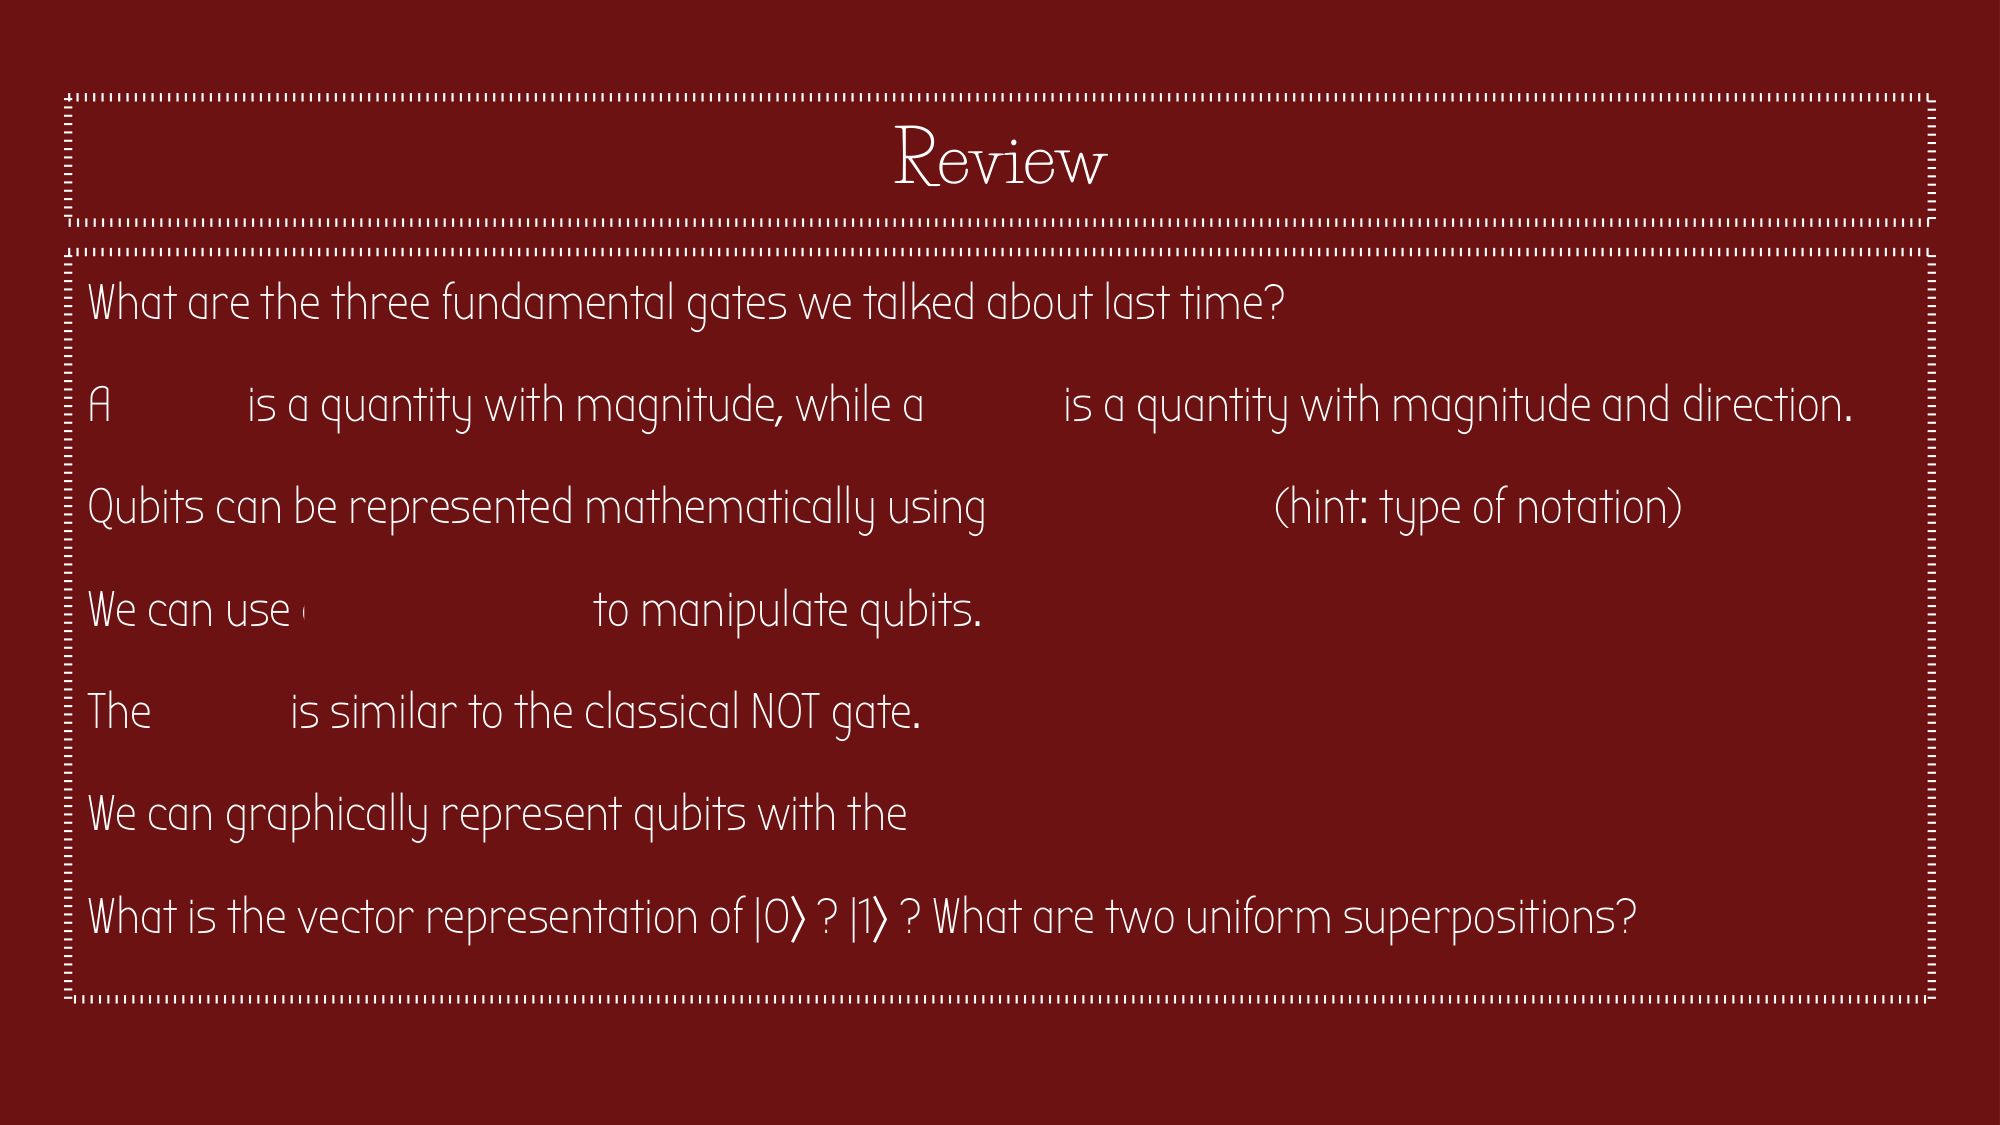 Review
What are the three fundamental gates we talked about last time?
A is a quantity with magnitude, while a is a quantity with magnitude and direction.
Qubits can be represented mathematically using (hint: type of notation)
We can use to manipulate qubits.
The is similar to the classical NOT gate.
We can graphically represent qubits with the
What is the vector representation of |0⟩ ? |1⟩ ? What are two uniform superpositions?